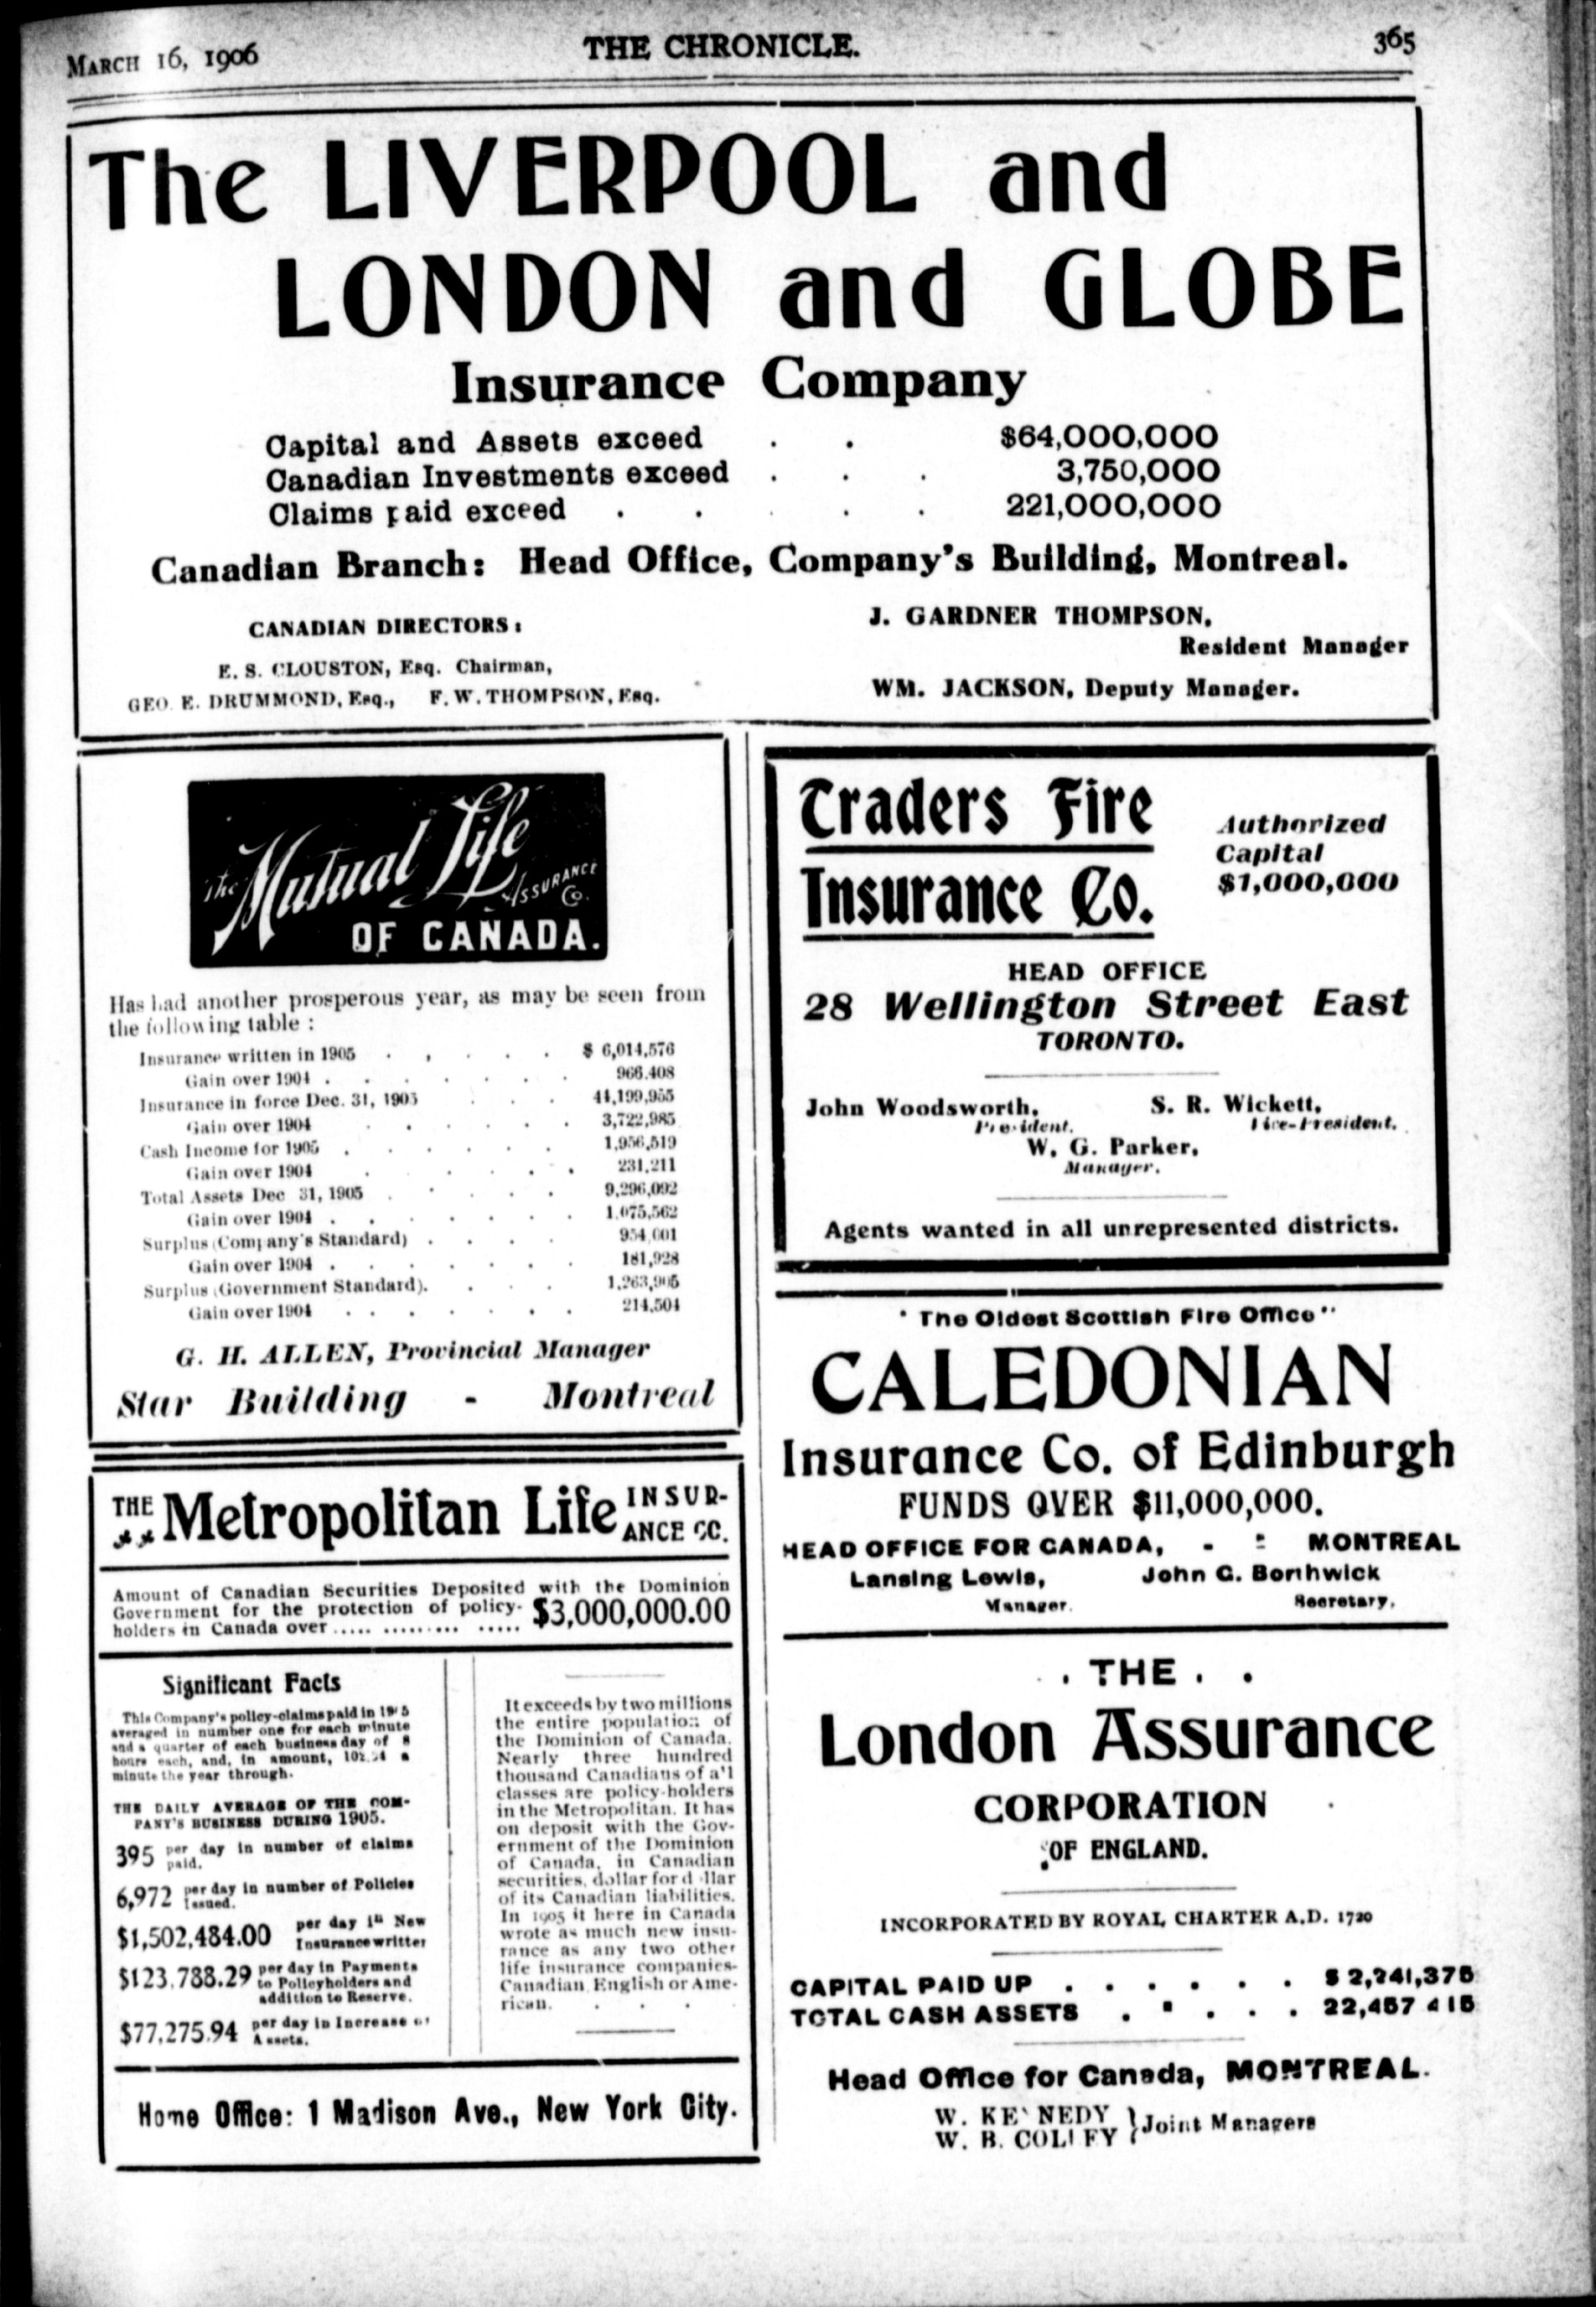 MARCH 16, 1906
THE CHRONICLE.
365
The LIVERPOOL and
LONDON and GLOBE
Insurance Company
Capital and Assets exceed . . $64,000,000
Canadian Investments exceed . . . 3,750,000
Claims paid exceed . . . . . 221,000,000
Canadian Branch: Head Office, Company's Building, Montreal.
CANADIAN DIRECTORS:
E. S. CLOUSTON, Esq. Chairman,
GEO. E. DRUMMOND, Esq., F. W. THOMPSON, Esq.
J. GARDNER THOMPSON,
Resident Manager
WM. JACKSON, Deputy Manager.
The Mutual Life
ASSURANCE
Co.
OF CANADA.
Has had another prosperous year, as may be seen from
the following table :
Insurance written in 1905 . . . . . $ 6,014,576
Gain over 1904 . . . . . . 966,408
Insurance in force Dec. 31, 1905 . . . 44,199,955
Gain over 1904 . . . . . . 3,722,985
Cash Income for 1905 . . . . . 1,956,519
Gain over 1904 . . . . . 231,211
Total Assets Dec 31, 1905 . . . . . 9,296,092
Gain over 1904 . . . . . . 1,075,562
Surplus (Company's Standard) . . . . 954,001
Gain over 1904 . . . . . . 181,928
Surplus (Government Standard). . . . 1,263,905
Gain over 1904 . . . . . . 214,504
G. H. ALLEN, Provincial Manager
Star Building - Montreal
THE Metropolitan Life INSUR-
ANCE CO.
Amount of Canadian Securities Deposited with the Dominion
Government for the protection of policy-
holders in Canada over ..... ......... ..... $3,000,000.00
Significant Facts
This Company's policy-claims paid in 1905
averaged in number one for each minute
and a quarter of each business day of 8
hours each, and, in amount, a
minute the year through.
THE DAILY AVERAGE OF THE COM-
PANY'S BUSINESS DURING 1905.
395 per day in number of claims
paid.
6,972 per day in number of Policies
Issued.
$1,502,484.00 per day in New
Insurance written
$123,788.29 per day in Payments
to Policyholders and
addition to Reserve.
$77,275.94 per day in Increase of
Assets.
It exceeds by two millions
the entire population of
the Dominion of Canada.
Nearly three hundred
thousand Canadians of all
classes are policy-holders
in the Metropolitan. It has
on deposit with the Gov-
ernment of the Dominion
of Canada, in Canadian
securities, dollar for dollar
of its Canadian liabilities.
In 1905 it here in Canada
wrote as much new insu-
rance as any two other
life insurance companies-
Canadian, English or Ame-
rican. . . .
Home Office: 1 Madison Ave., New York City.
Traders Fire
Insurance Co.
Authorized
Capital
$1,000,000
HEAD OFFICE
28 Wellington Street East
TORONTO.
John Woodsworth,
President.
S. R. Wickett,
Vice-President.
W. G. Parker,
Manager.
Agents wanted in all unrepresented districts.
"The Oldest Scottish Fire Office"
CALEDONIAN
Insurance Co. of Edinburgh
FUNDS OVER $11,000,000.
HEAD OFFICE FOR CANADA, - - MONTREAL
Lansing Lewis,
Manager.
John G. Borthwick
Secretary.
. THE . .
London Assurance
CORPORATION
OF ENGLAND.
INCORPORATED BY ROYAL CHARTER A.D. 1720
CAPITAL PAID UP . . . . . . $ 2,241,375
TOTAL CASH ASSETS . . . . . 22,457,415
Head Office for Canada, MONTREAL.
W. KENNEDY
W. B. COLLEY } Joint Managers